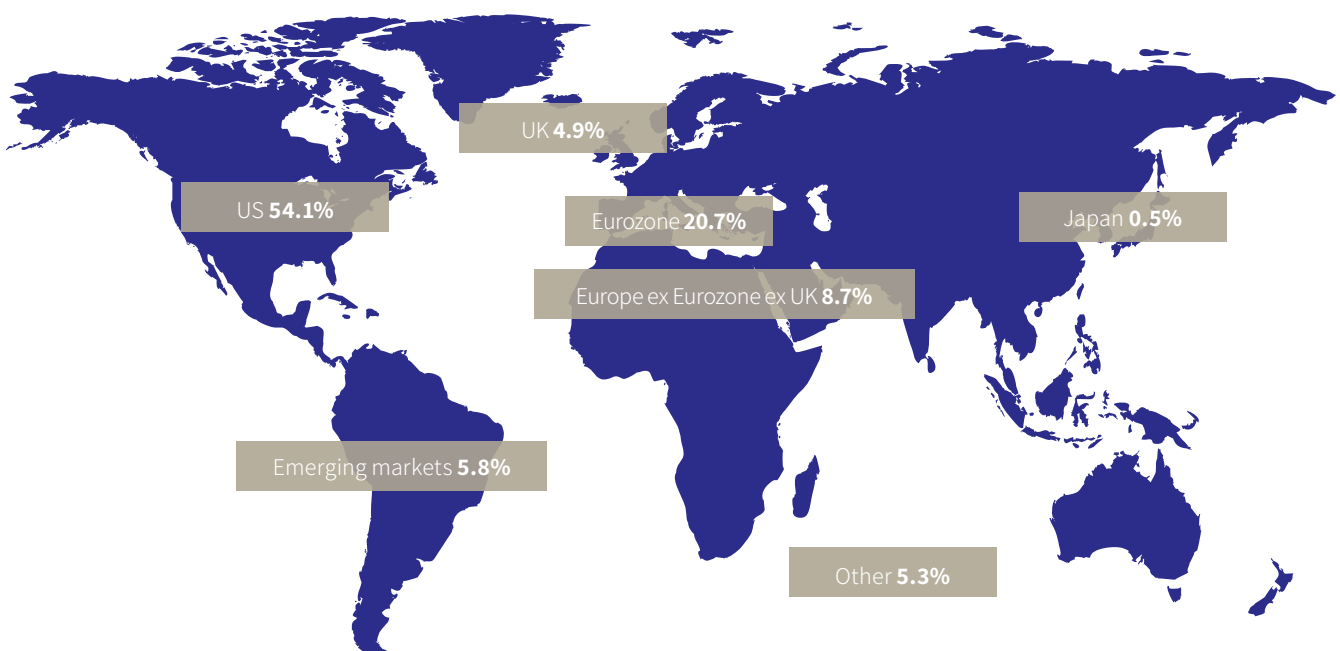 UK 4.9%
US 54.1%
Eurozone 20.7%
Japan 0.5%
Europe ex Eurozone ex UK 8.7%
Emerging markets 5.8%
Other 5.3%